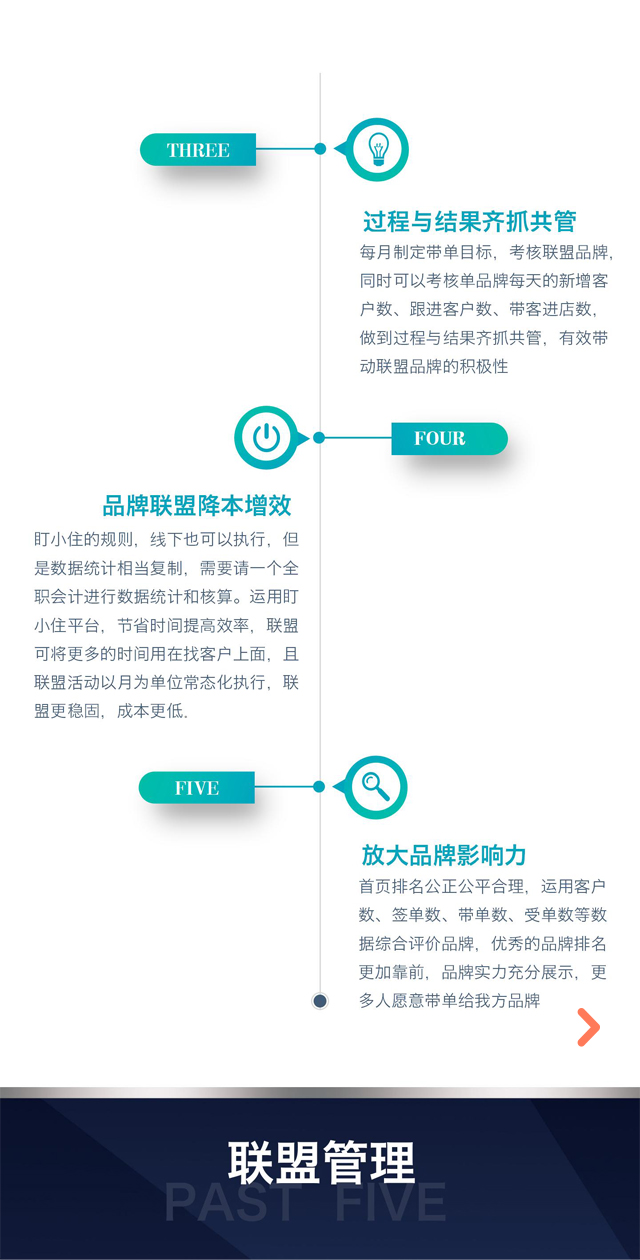 THREE
过程与结果齐抓共管
每月制定带单目标，考核联盟品牌，
同时可以考核单品牌每天的新增客
户数、跟进客户数、带客进店数，
做到过程与结果齐抓共管，有效带
动联盟品牌的积极性
FOUR
品牌联盟降本增效
盯小住的规则，线下也可以执行，但
是数据统计相当复制，需要请一个全
职会计进行数据统计和核算。运用盯
小住平台，节省时间提高效率，联盟
可将更多的时间用在找客户上面，且
联盟活动以月为单位常态化执行，联
盟更稳固，成本更低.
FIVE
放大品牌影响力
首页排名公正公平合理，运用客户
数、签单数、带单数、受单数等数
据综合评价品牌，优秀的品牌排名
更加靠前，品牌实力充分展示，更
多人愿意带单给我方品牌
联盟管理
PAST FIVE